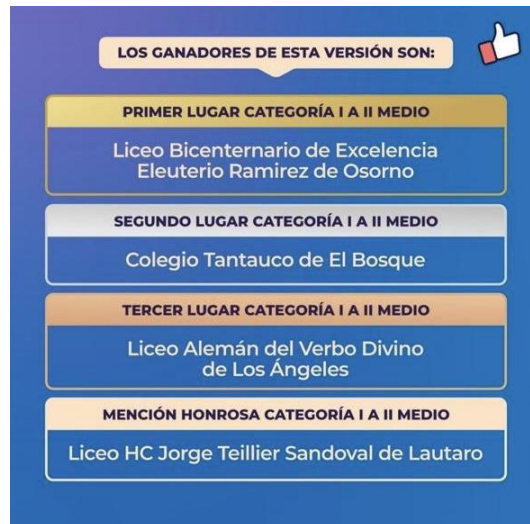 LOS GANADORES DE ESTA VERSIÓN SON:
PRIMER LUGAR CATEGORÍA I A II MEDIO
Liceo Bicenternario de Excelencia
Eleuterio Ramirez de Osorno
SEGUNDO LUGAR CATEGORÍA I A II MEDIO
Colegio Tantauco de El Bosque
TERCER LUGAR CATEGORÍA I A II MEDIO
Liceo Alemán del Verbo Divino
de Los Ángeles
MENCIÓN HONROSA CATEGORÍA I A II MEDIO
Liceo HC Jorge Teillier Sandoval de Lautaro